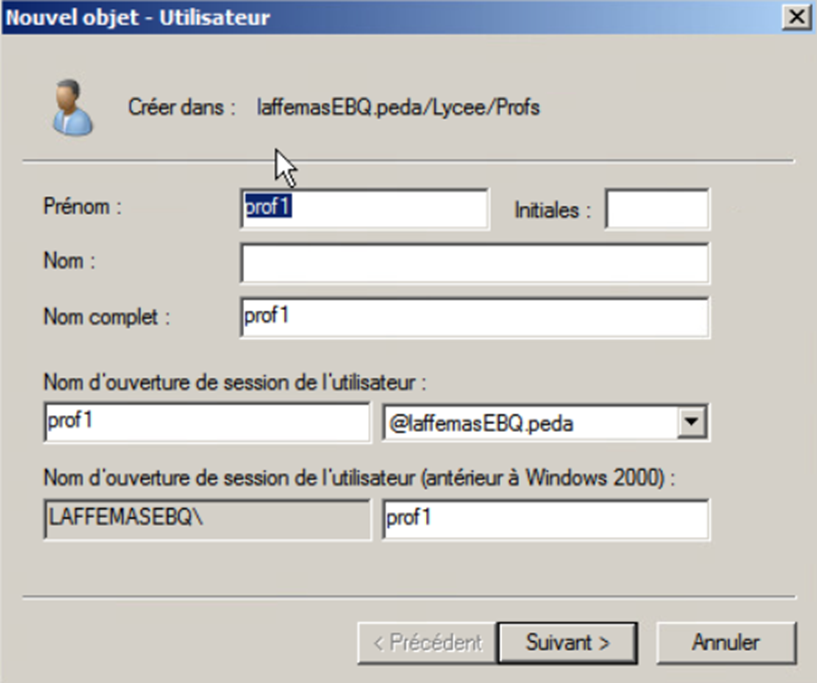 Nouvel objet - Utilisateur
Créer dans : laffemasEBQ.peda/Lycee/Profs
Prénom : prof1 Initiales :
Nom :
Nom complet : prof1
Nom d'ouverture de session de l'utilisateur :
prof1 @laffemasEBQ.peda
Nom d'ouverture de session de l'utilisateur (antérieur à Windows 2000) :
LAFFEMASEBQ\ prof1
< Précédent Suivant > Annuler